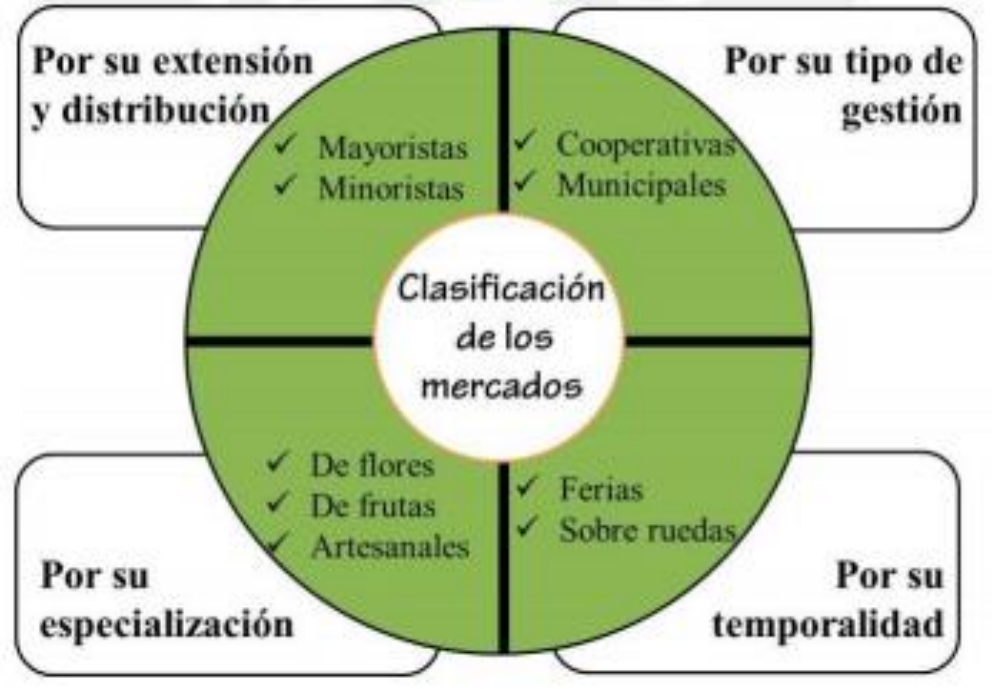 Por su extensión
y distribución
✓ Mayoristas
✓ Minoristas
Por su tipo de
gestión
✓ Cooperativas
✓ Municipales
Clasificación
de los
mercados
✓ De flores
✓ De frutas
✓ Artesanales
Por su
especialización
✓ Ferias
✓ Sobre ruedas
Por su
temporalidad